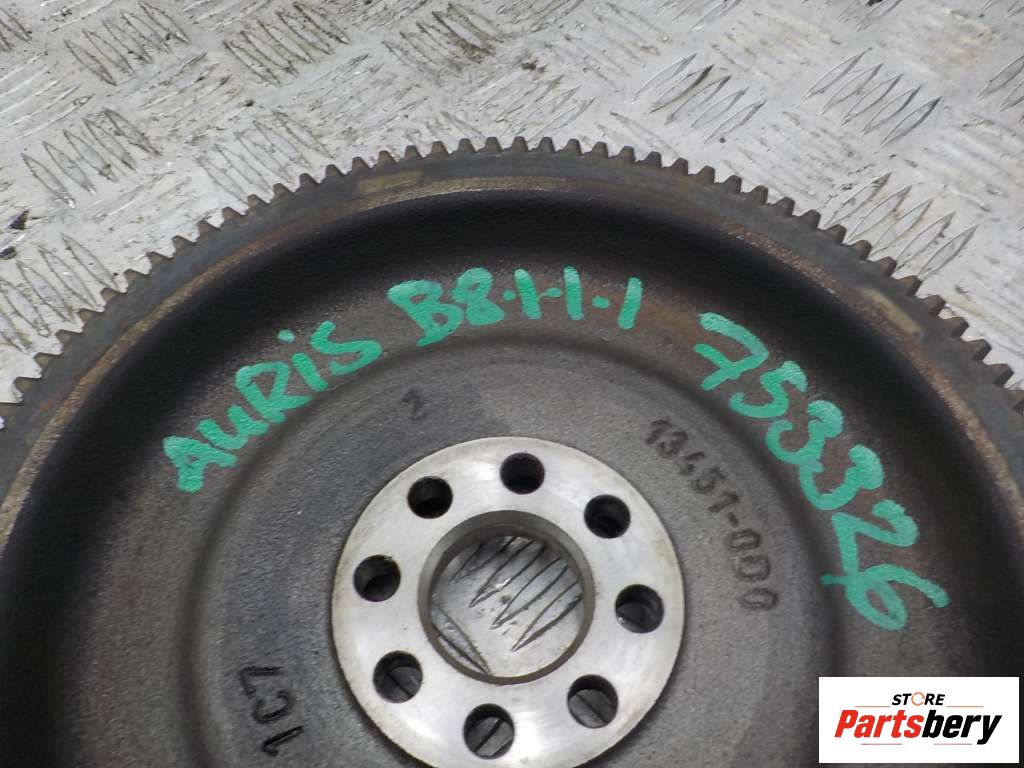 AURiS B8-1-1-1 753326
2
13451-0D0
1C7
STORE
Partsbery